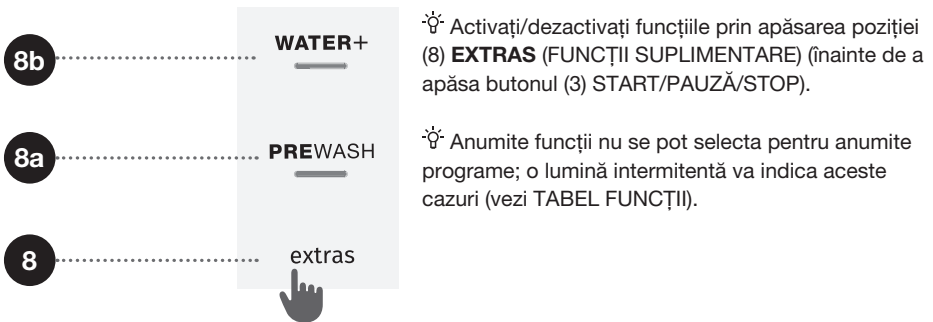 8b
WATER+
8a
PREWASH
8
extras
Activați/dezactivați funcțiile prin apăsarea poziției
(8) EXTRAS (FUNCȚII SUPLIMENTARE) (înainte de a
apăsa butonul (3) START/PAUZĂ/STOP).
Anumite funcții nu se pot selecta pentru anumite
programe; o lumină intermitentă va indica aceste
cazuri (vezi TABEL FUNCȚII).